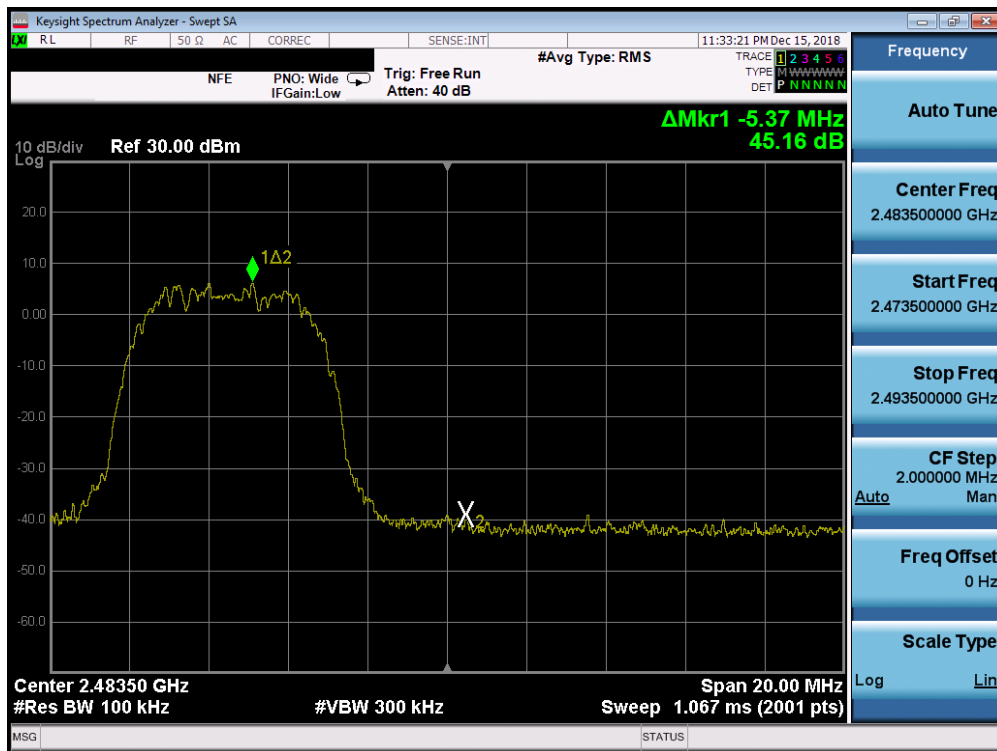 Keysight Spectrum Analyzer - Swept SA
LXI RL RF 50 Ω AC CORREC SENSE:INT 11:33:21 PM Dec 15, 2018
NFE PNO: Wide Trig: Free Run #Avg Type: RMS TRACE 1 2 3 4 5 6
IFGain:Low Atten: 40 dB TYPE M WWWWW
DET P N N N N N
ΔMkr1 -5.37 MHz
45.16 dB
10 dB/div Ref 30.00 dBm
Log
20.0
10.0
0.00
-10.0
-20.0
-30.0
-40.0
-50.0
-60.0
1Δ2
X2
Center 2.48350 GHz Span 20.00 MHz
#Res BW 100 kHz #VBW 300 kHz Sweep 1.067 ms (2001 pts)
MSG STATUS
Frequency
Auto Tune
Center Freq
2.483500000 GHz
Start Freq
2.473500000 GHz
Stop Freq
2.493500000 GHz
CF Step
2.000000 MHz
Auto Man
Freq Offset
0 Hz
Scale Type
Log Lin